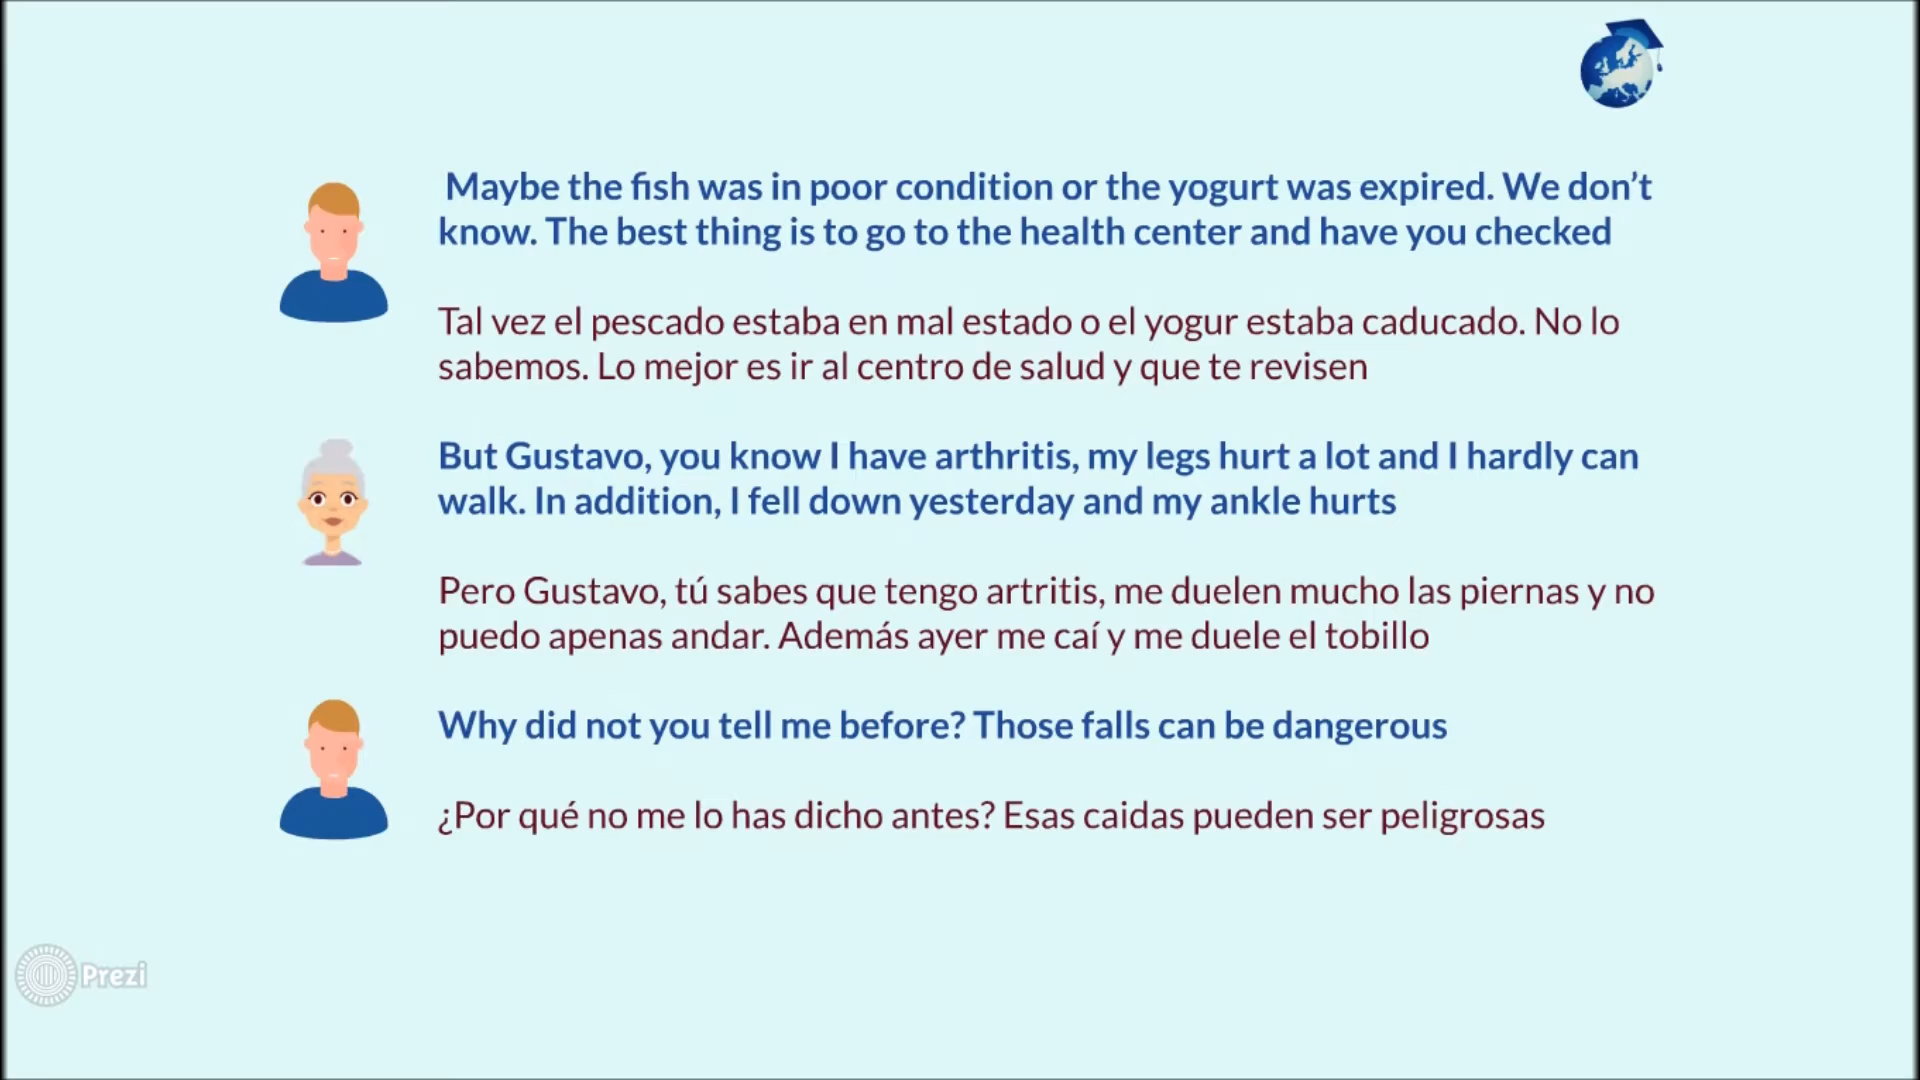 Maybe the fish was in poor condition or the yogurt was expired. We don't
know. The best thing is to go to the health center and have you checked
Tal vez el pescado estaba en mal estado o el yogur estaba caducado. No lo
sabemos. Lo mejor es ir al centro de salud y que te revisen
But Gustavo, you know I have arthritis, my legs hurt a lot and I hardly can
walk. In addition, I fell down yesterday and my ankle hurts
Pero Gustavo, tú sabes que tengo artritis, me duelen mucho las piernas y no
puedo apenas andar. Además ayer me caí y me duele el tobillo
Why did not you tell me before? Those falls can be dangerous
¿Por qué no me lo has dicho antes? Esas caidas pueden ser peligrosas
Prezi